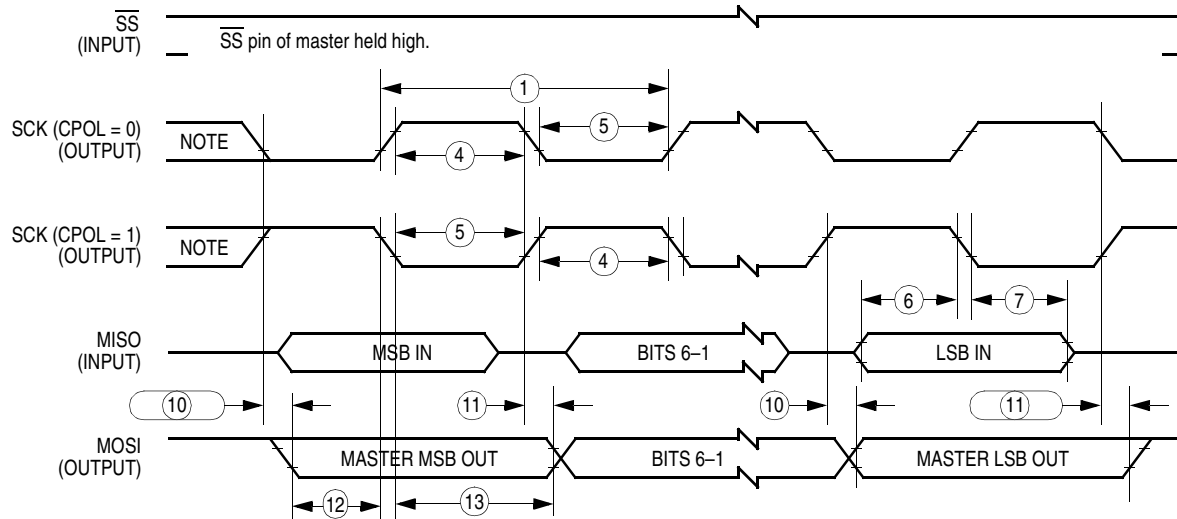 SS
(INPUT)
SS pin of master held high.
1
SCK (CPOL = 0)
(OUTPUT)
NOTE
5
4
SCK (CPOL = 1)
(OUTPUT)
NOTE
5
4
6
7
MISO
(INPUT)
MSB IN
BITS 6–1
LSB IN
10
11
10
11
MOSI
(OUTPUT)
MASTER MSB OUT
BITS 6–1
MASTER LSB OUT
12
13